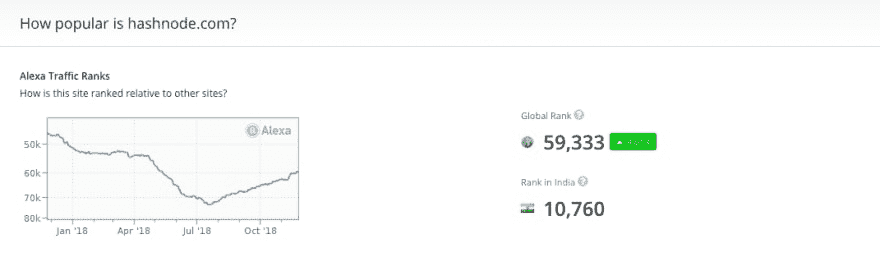 How popular is hashnode.com?
Alexa Traffic Ranks
How is this site ranked relative to other sites?
Alexa
50k
60k
70k
80k
Jan '18
Apr '18
Jul '18
Oct '18
Global Rank
59,333
Rank in India
10,760